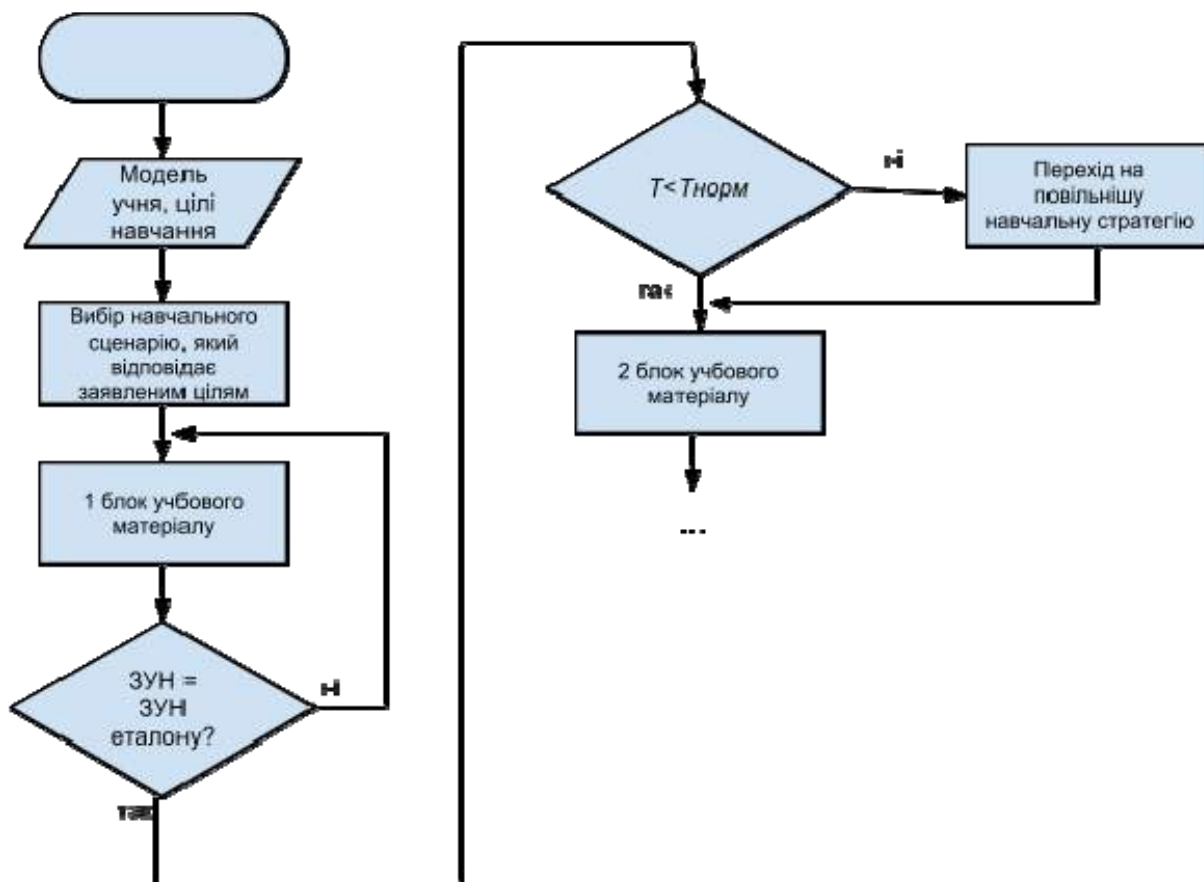 Модель
учня, цілі
навчання
Вибір навчального
сценарію, який
відповідає
заявленим цілям
1 блок учбового
матеріалу
ЗУН =
ЗУН
еталону?
ні
так
T<Tнорм
ні
Перехід на
повільнішу
навчальну стратегію
так
2 блок учбового
матеріалу
...